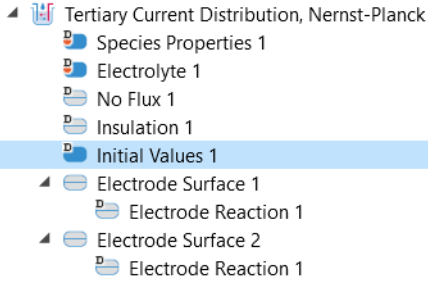 Tertiary Current Distribution, Nernst-Planck
D Species Properties 1
D Electrolyte 1
D No Flux 1
D Insulation 1
D Initial Values 1
Electrode Surface 1
D Electrode Reaction 1
Electrode Surface 2
D Electrode Reaction 1